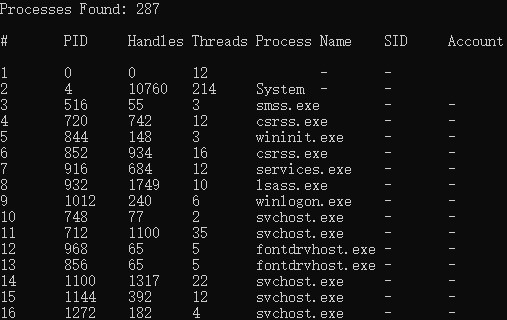 Processes Found: 287
# PID Handles Threads Process Name SID Account
1 0 0 12 - -
2 4 10760 214 System - -
3 516 55 3 smss.exe - -
4 720 742 12 csrss.exe - -
5 844 148 3 wininit.exe - -
6 852 934 16 csrss.exe - -
7 916 684 12 services.exe - -
8 932 1749 10 lsass.exe - -
9 1012 240 6 winlogon.exe - -
10 748 77 2 svchost.exe - -
11 712 1100 35 svchost.exe - -
12 968 65 5 fontdrvhost.exe - -
13 856 65 5 fontdrvhost.exe - -
14 1100 1317 22 svchost.exe - -
15 1144 392 12 svchost.exe - -
16 1272 182 4 svchost.exe - -